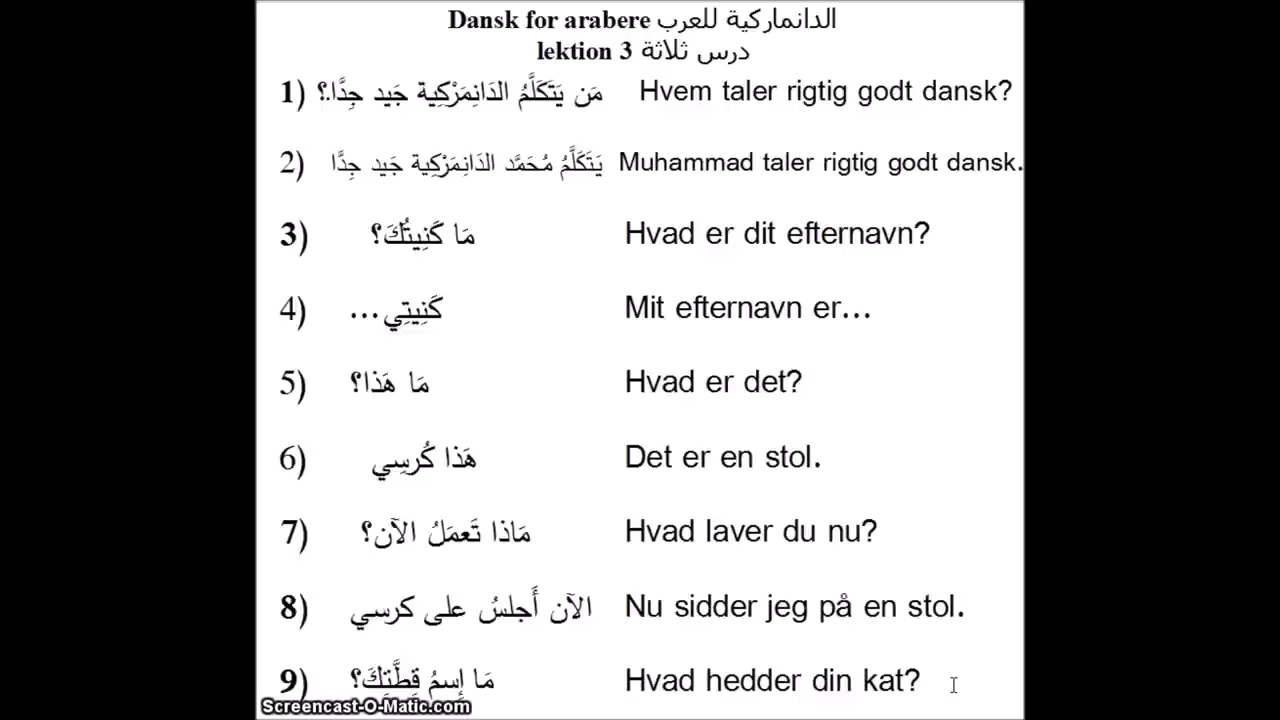 Dansk for arabere الدانماركية للعرب
lektion 3 درس ثلاثة
1) مَن يَتَكَلَّمُ الدَانِمَرْكِية جَيد جِدَّا.؟ Hvem taler rigtig godt dansk?
2) يَتَكَلَّمُ مُحَمَّد الدَانِمَرْكِية جَيد جِدَّا Muhammad taler rigtig godt dansk.
3) مَا كَنِيتُكَ؟ Hvad er dit efternavn?
4) كَنِيتِي... Mit efternavn er...
5) مَا هَذا؟ Hvad er det?
6) هَذا كُرسِي Det er en stol.
7) مَاذا تَعمَلُ الآن؟ Hvad laver du nu?
8) الآن أَجلسُ على كرسي Nu sidder jeg på en stol.
9) مَا إِسِمُ قِطَّتِكَ؟ Hvad hedder din kat?
Screencast-O-Matic.com